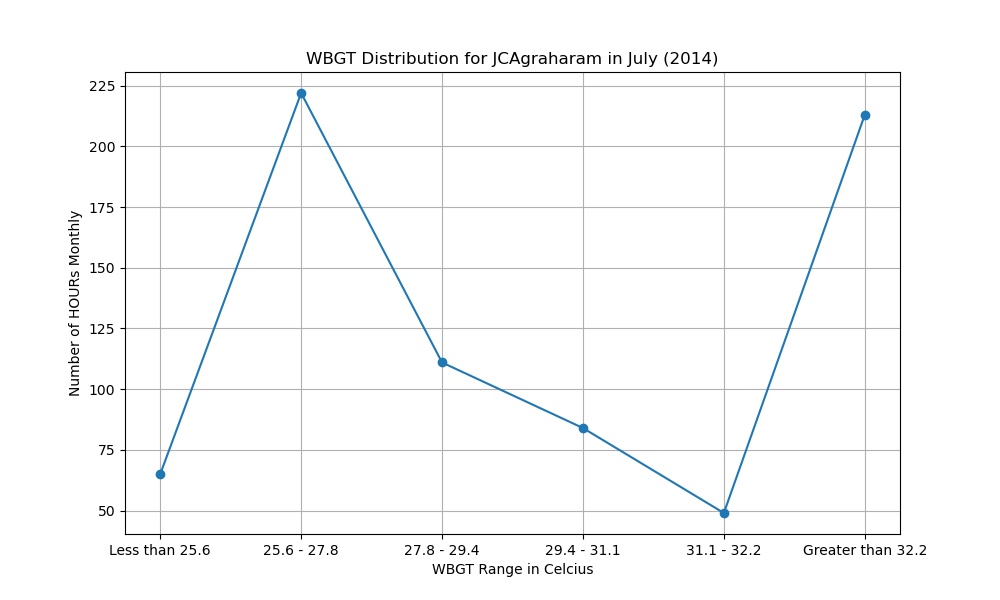 WBGT Distribution for JCAgraharam in July (2014)
Number of HOURs Monthly
225
200
175
150
125
100
75
50
Less than 25.6
25.6 - 27.8
27.8 - 29.4
29.4 - 31.1
31.1 - 32.2
Greater than 32.2
WBGT Range in Celcius